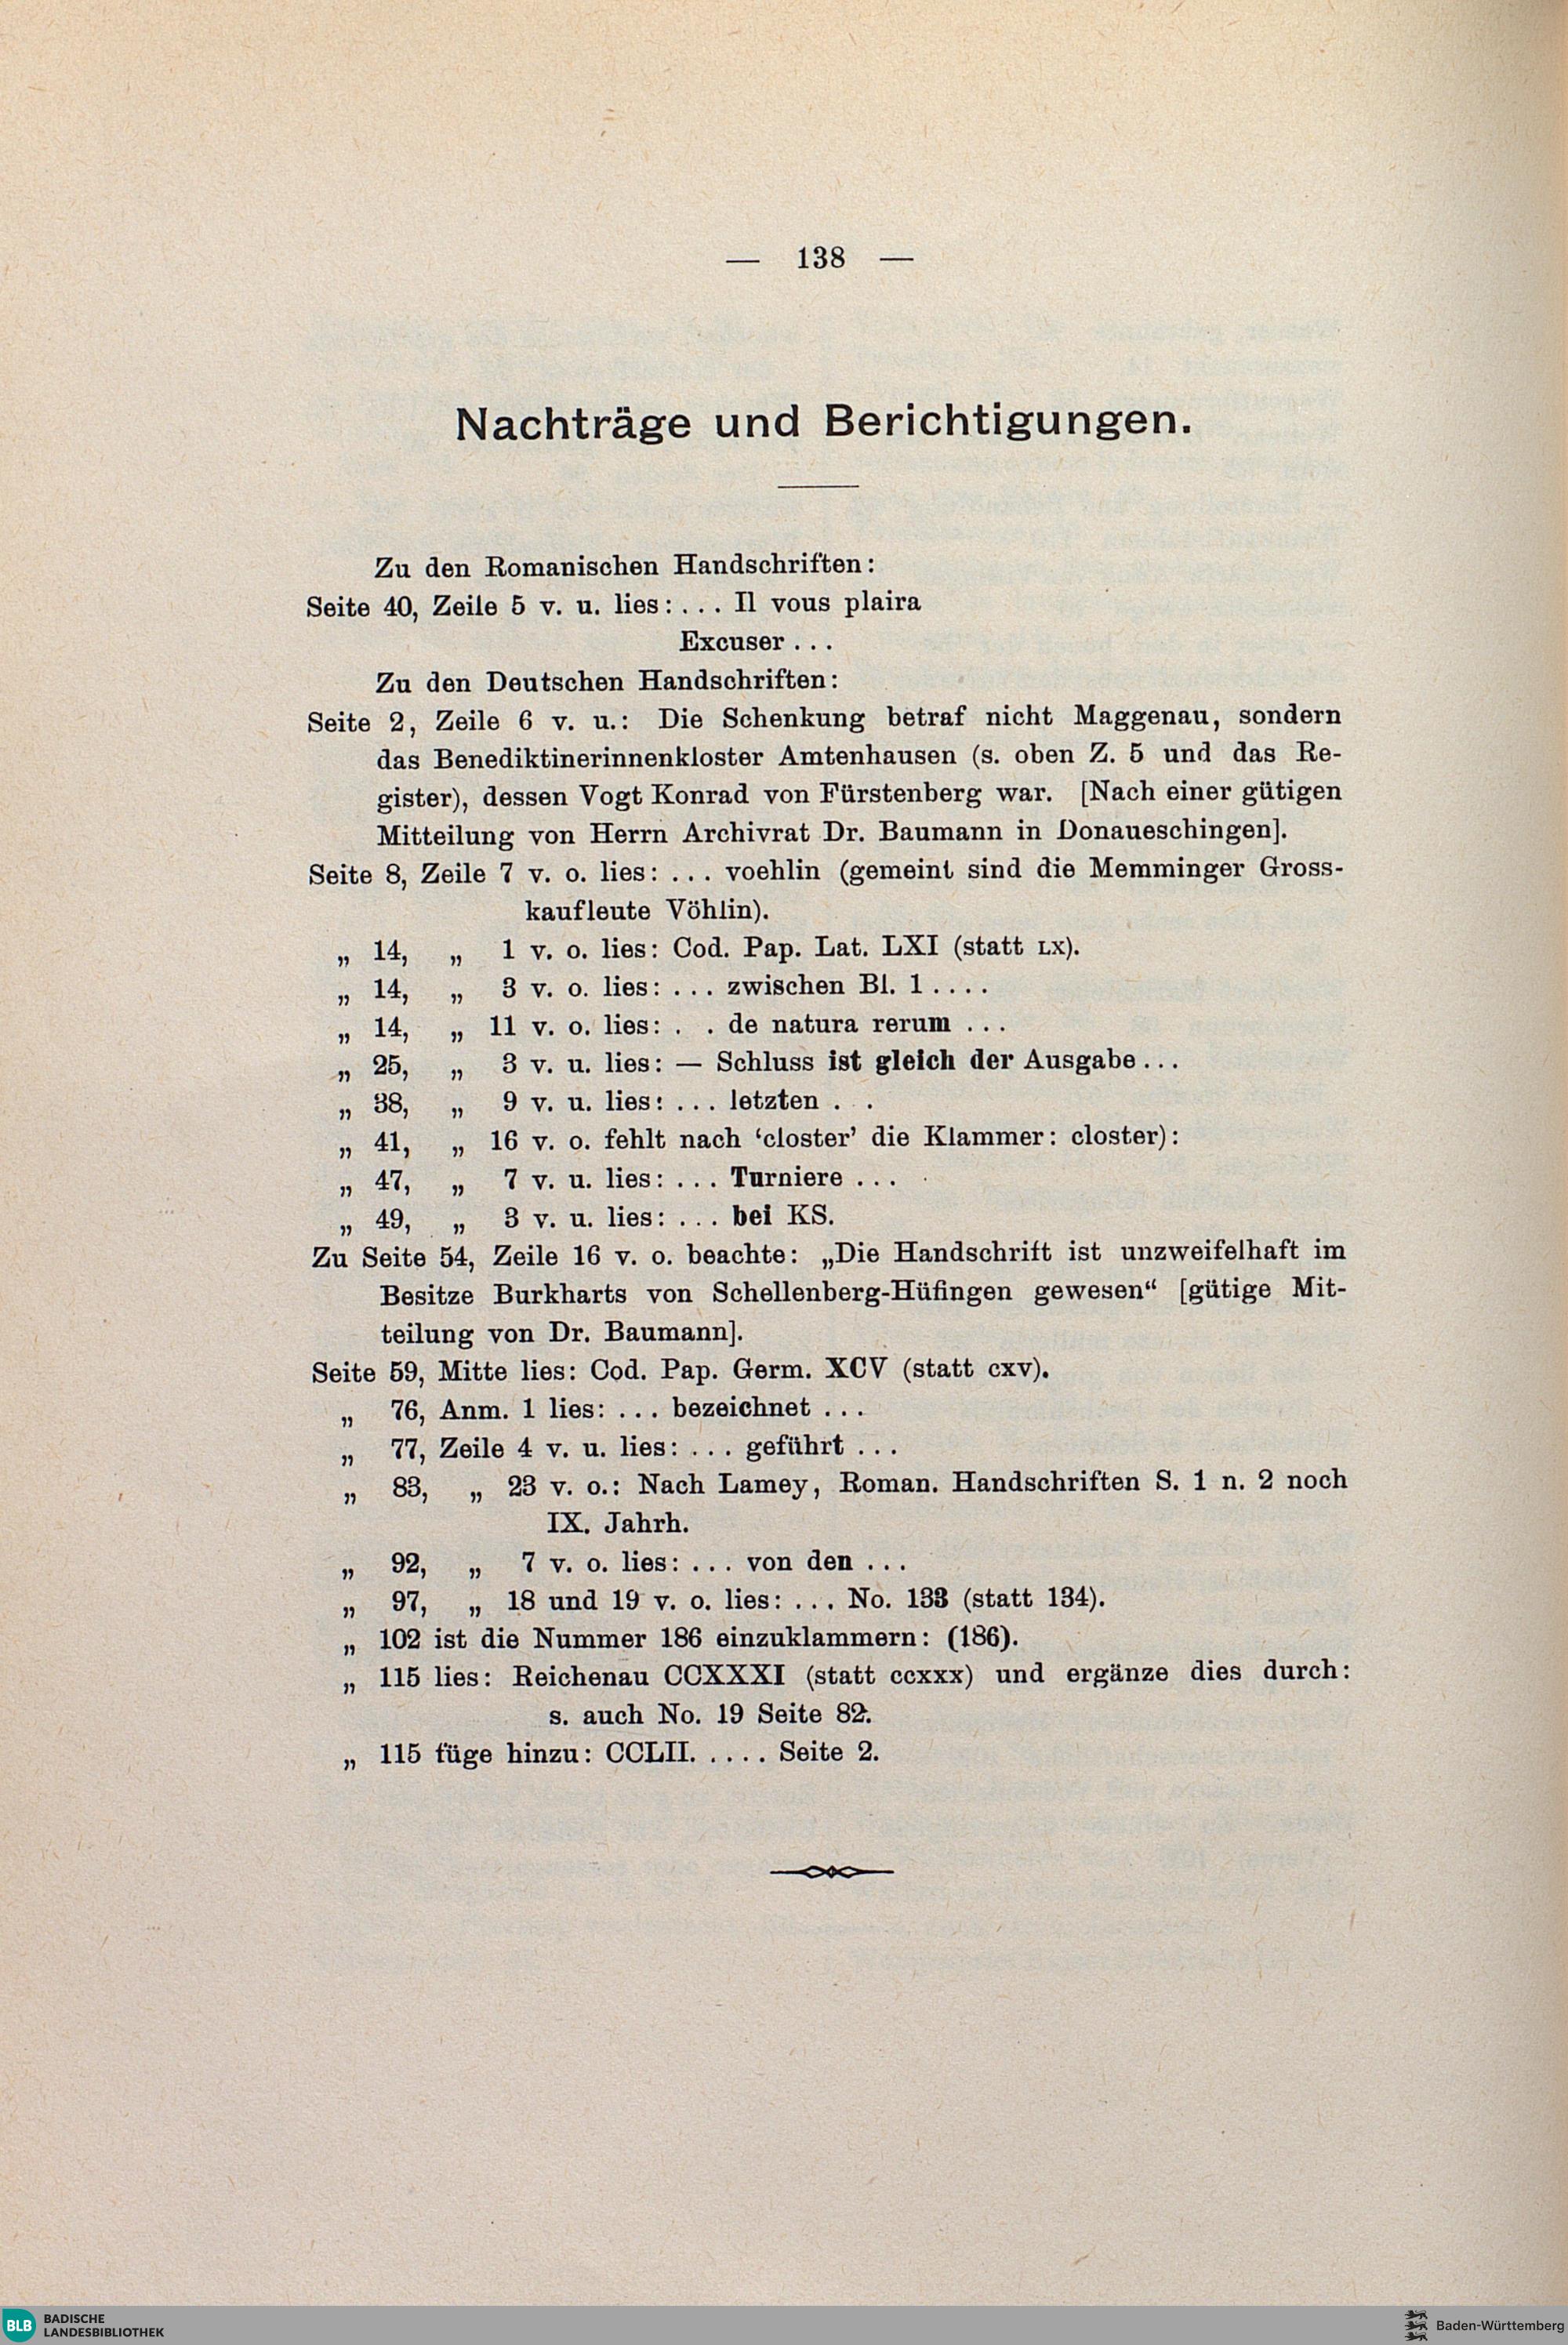 — 138 —
Nachträge und Berichtigungen.
Zu den Romanischen Handschriften:
Seite 40, Zeile 5 v. u. lies: ... Il vous plaira
Excuser ...
Zu den Deutschen Handschriften:
Seite 2, Zeile 6 v. u.: Die Schenkung betraf nicht Maggenau, sondern
das Benediktinerinnenkloster Amtenhausen (s. oben Z. 5 und das Re-
gister), dessen Vogt Konrad von Fürstenberg war. [Nach einer gütigen
Mitteilung von Herrn Archivrat Dr. Baumann in Donaueschingen].
Seite 8, Zeile 7 v. o. lies: ... voehlin (gemeint sind die Memminger Gross-
kaufleute Vöhlin).
„ 14, „ 1 v. o. lies: Cod. Pap. Lat. LXI (statt LX).
„ 14, „ 3 v. o. lies: ... zwischen Bl. 1 ....
„ 14, „ 11 v. o. lies: . . de natura rerum ...
„ 25, „ 3 v. u. lies: — Schluss ist gleich der Ausgabe ...
„ 38, „ 9 v. u. lies: ... letzten . .
„ 41, „ 16 v. o. fehlt nach ‘closter’ die Klammer: closter):
„ 47, „ 7 v. u. lies: ... Turniere ...
„ 49, „ 3 v. u. lies: ... bei KS.
Zu Seite 54, Zeile 16 v. o. beachte: „Die Handschrift ist unzweifelhaft im
Besitze Burkharts von Schellenberg-Hüfingen gewesen“ [gütige Mit-
teilung von Dr. Baumann].
Seite 59, Mitte lies: Cod. Pap. Germ. XCV (statt CXV).
„ 76, Anm. 1 lies: ... bezeichnet ...
„ 77, Zeile 4 v. u. lies: ... geführt ...
„ 83, „ 23 v. o.: Nach Lamey, Roman. Handschriften S. 1 n. 2 noch
IX. Jahrh.
„ 92, „ 7 v. o. lies: ... von den ...
„ 97, „ 18 und 19 v. o. lies: ... No. 133 (statt 134).
„ 102 ist die Nummer 186 einzuklammern: (186).
„ 115 lies: Reichenau CCXXXI (statt CCXXX) und ergänze dies durch:
s. auch No. 19 Seite 82.
„ 115 füge hinzu: CCLII. .... Seite 2.
BLB BADISCHE
LANDESBIBLIOTHEK
Baden-Württemberg